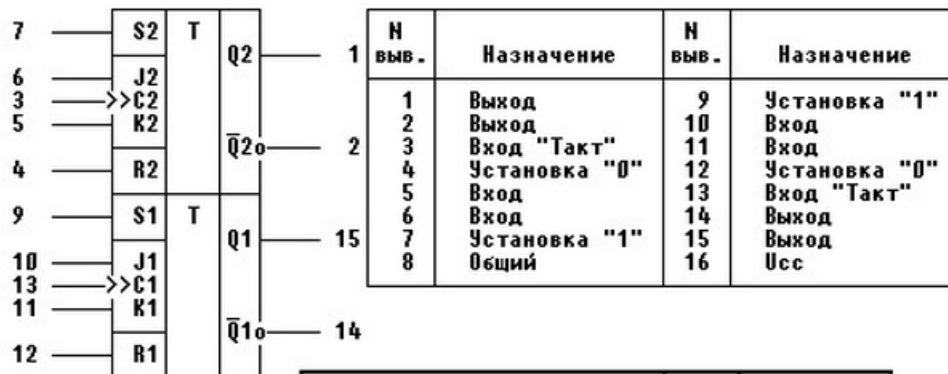 7 S2 T Q2 1
6 J2
3 >>C2
5 K2
Q̅2 2
4 R2
9 S1 T
Q1 15
10 J1
13 >>C1
11 K1
Q̅1 14
12 R1
N выв. Назначение N выв. Назначение
1 Выход 9 Установка "1"
2 Выход 10 Вход
3 Вход "Такт" 11 Вход
4 Установка "0" 12 Установка "0"
5 Вход 13 Вход "Такт"
6 Вход 14 Выход
7 Установка "1" 15 Выход
8 Общий 16 Ucc